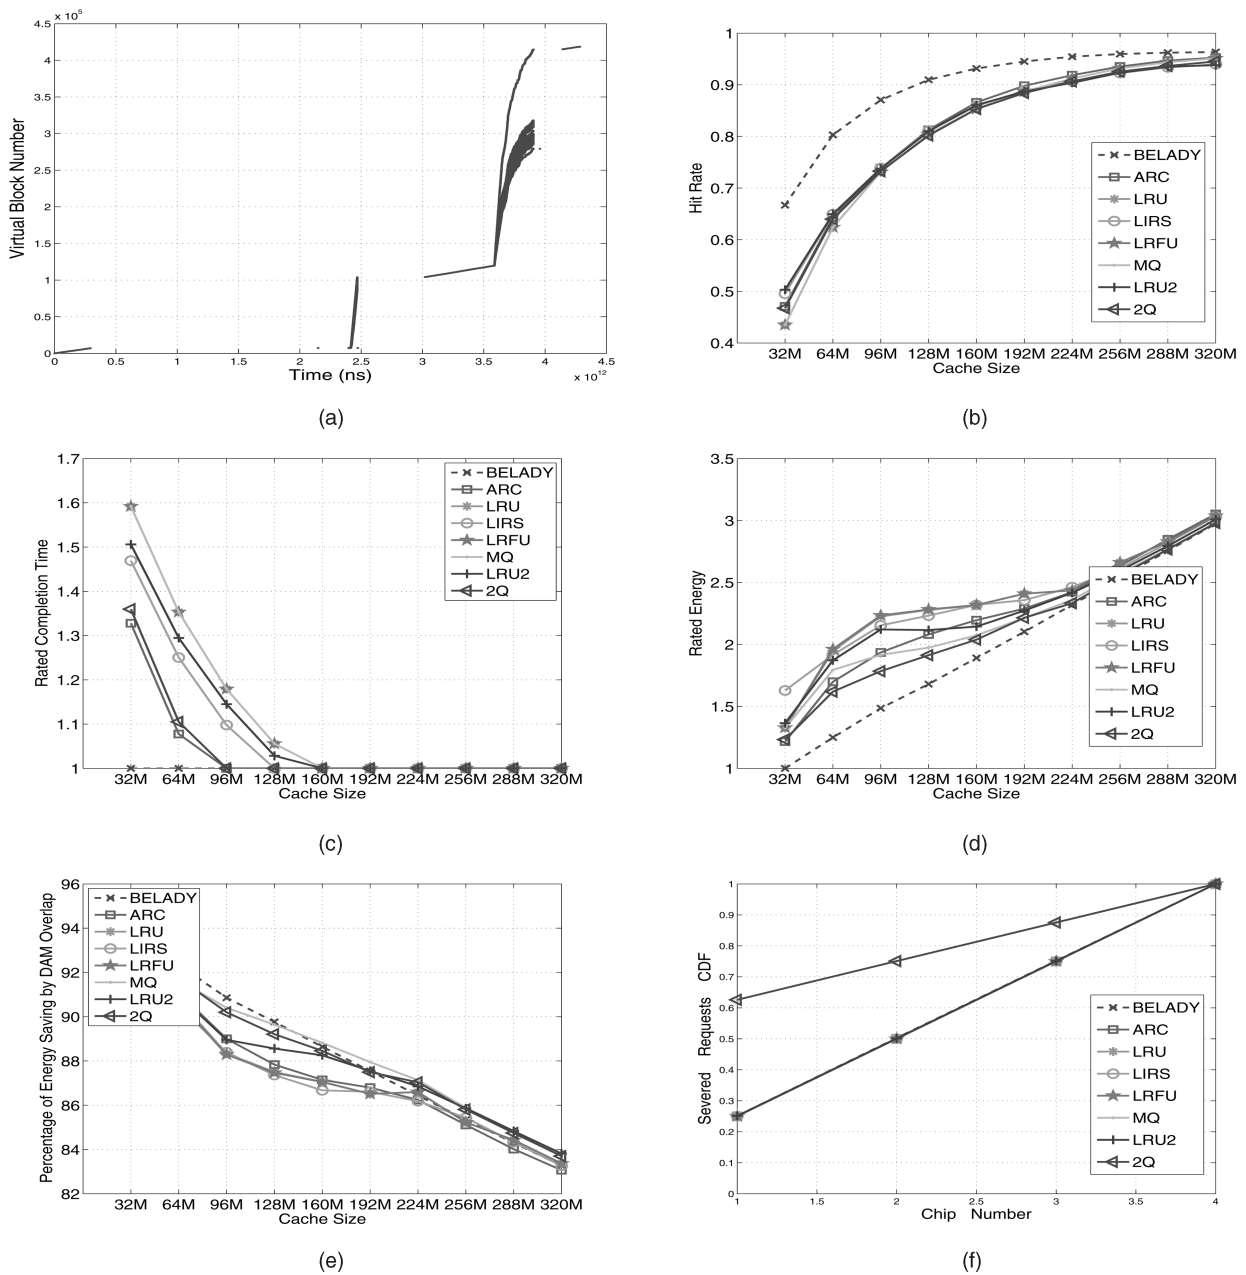 × 10^5
4.5
4
3.5
3
2.5
2
1.5
1
0.5
0
Virtual Block Number
0 0.5 1 1.5 2 2.5 3 3.5 4 4.5
Time (ns)
× 10^12
(a)
1
0.9
0.8
0.7
0.6
0.5
0.4
Hit Rate
BELADY
ARC
LRU
LIRS
LRFU
MQ
LRU2
2Q
32M 64M 96M 128M 160M 192M 224M 256M 288M 320M
Cache Size
(b)
1.7
1.6
1.5
1.4
1.3
1.2
1.1
1
Rated Completion Time
BELADY
ARC
LRU
LIRS
LRFU
MQ
LRU2
2Q
32M 64M 96M 128M 160M 192M 224M 256M 288M 320M
Cache Size
(c)
3.5
3
2.5
2
1.5
1
Rated Energy
BELADY
ARC
LRU
LIRS
LRFU
MQ
LRU2
2Q
32M 64M 96M 128M 160M 192M 224M 256M 288M 320M
Cache Size
(d)
96
94
92
90
88
86
84
82
Percentage of Energy Saving by DAM Overlap
BELADY
ARC
LRU
LIRS
LRFU
MQ
LRU2
2Q
32M 64M 96M 128M 160M 192M 224M 256M 288M 320M
Cache Size
(e)
1
0.9
0.8
0.7
0.6
0.5
0.4
0.3
0.2
0.1
0
Severed Requests CDF
BELADY
ARC
LRU
LIRS
LRFU
MQ
LRU2
2Q
1 1.5 2 2.5 3 3.5 4
Chip Number
(f)